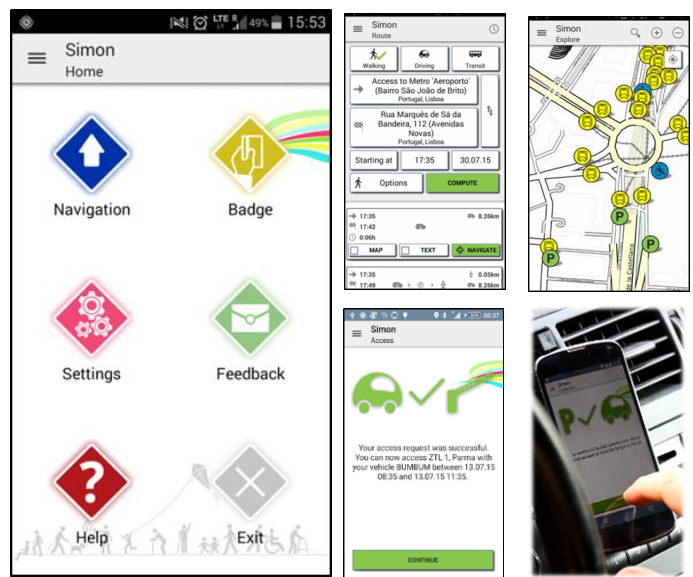 LTE
R
49%
15:53
Simon
Home
Navigation
Badge
Settings
Feedback
?
Help
Exit
Simon
Route
Walking
Driving
Transit
Access to Metro 'Aeroporto'
(Bairro São João de Brito)
Portugal, Lisboa
Rua Marquês de Sá da
Bandeira, 112 (Avenidas
Novas)
Portugal, Lisboa
Starting at
17:35
30.07.15
Options
COMPUTE
17:35
8.26km
17:42
0:06h
MAP
TEXT
NAVIGATE
17:35
0.05km
17:49
8.26km
Simon
Explore
P
P
P
de la Castellana
00:37
Simon
Access
Your access request was successful.
You can now access ZTL 1, Parma with
your vehicle BUMBUM between 13.07.15
08:35 and 13.07.15 11:35.
CONTINUE
P